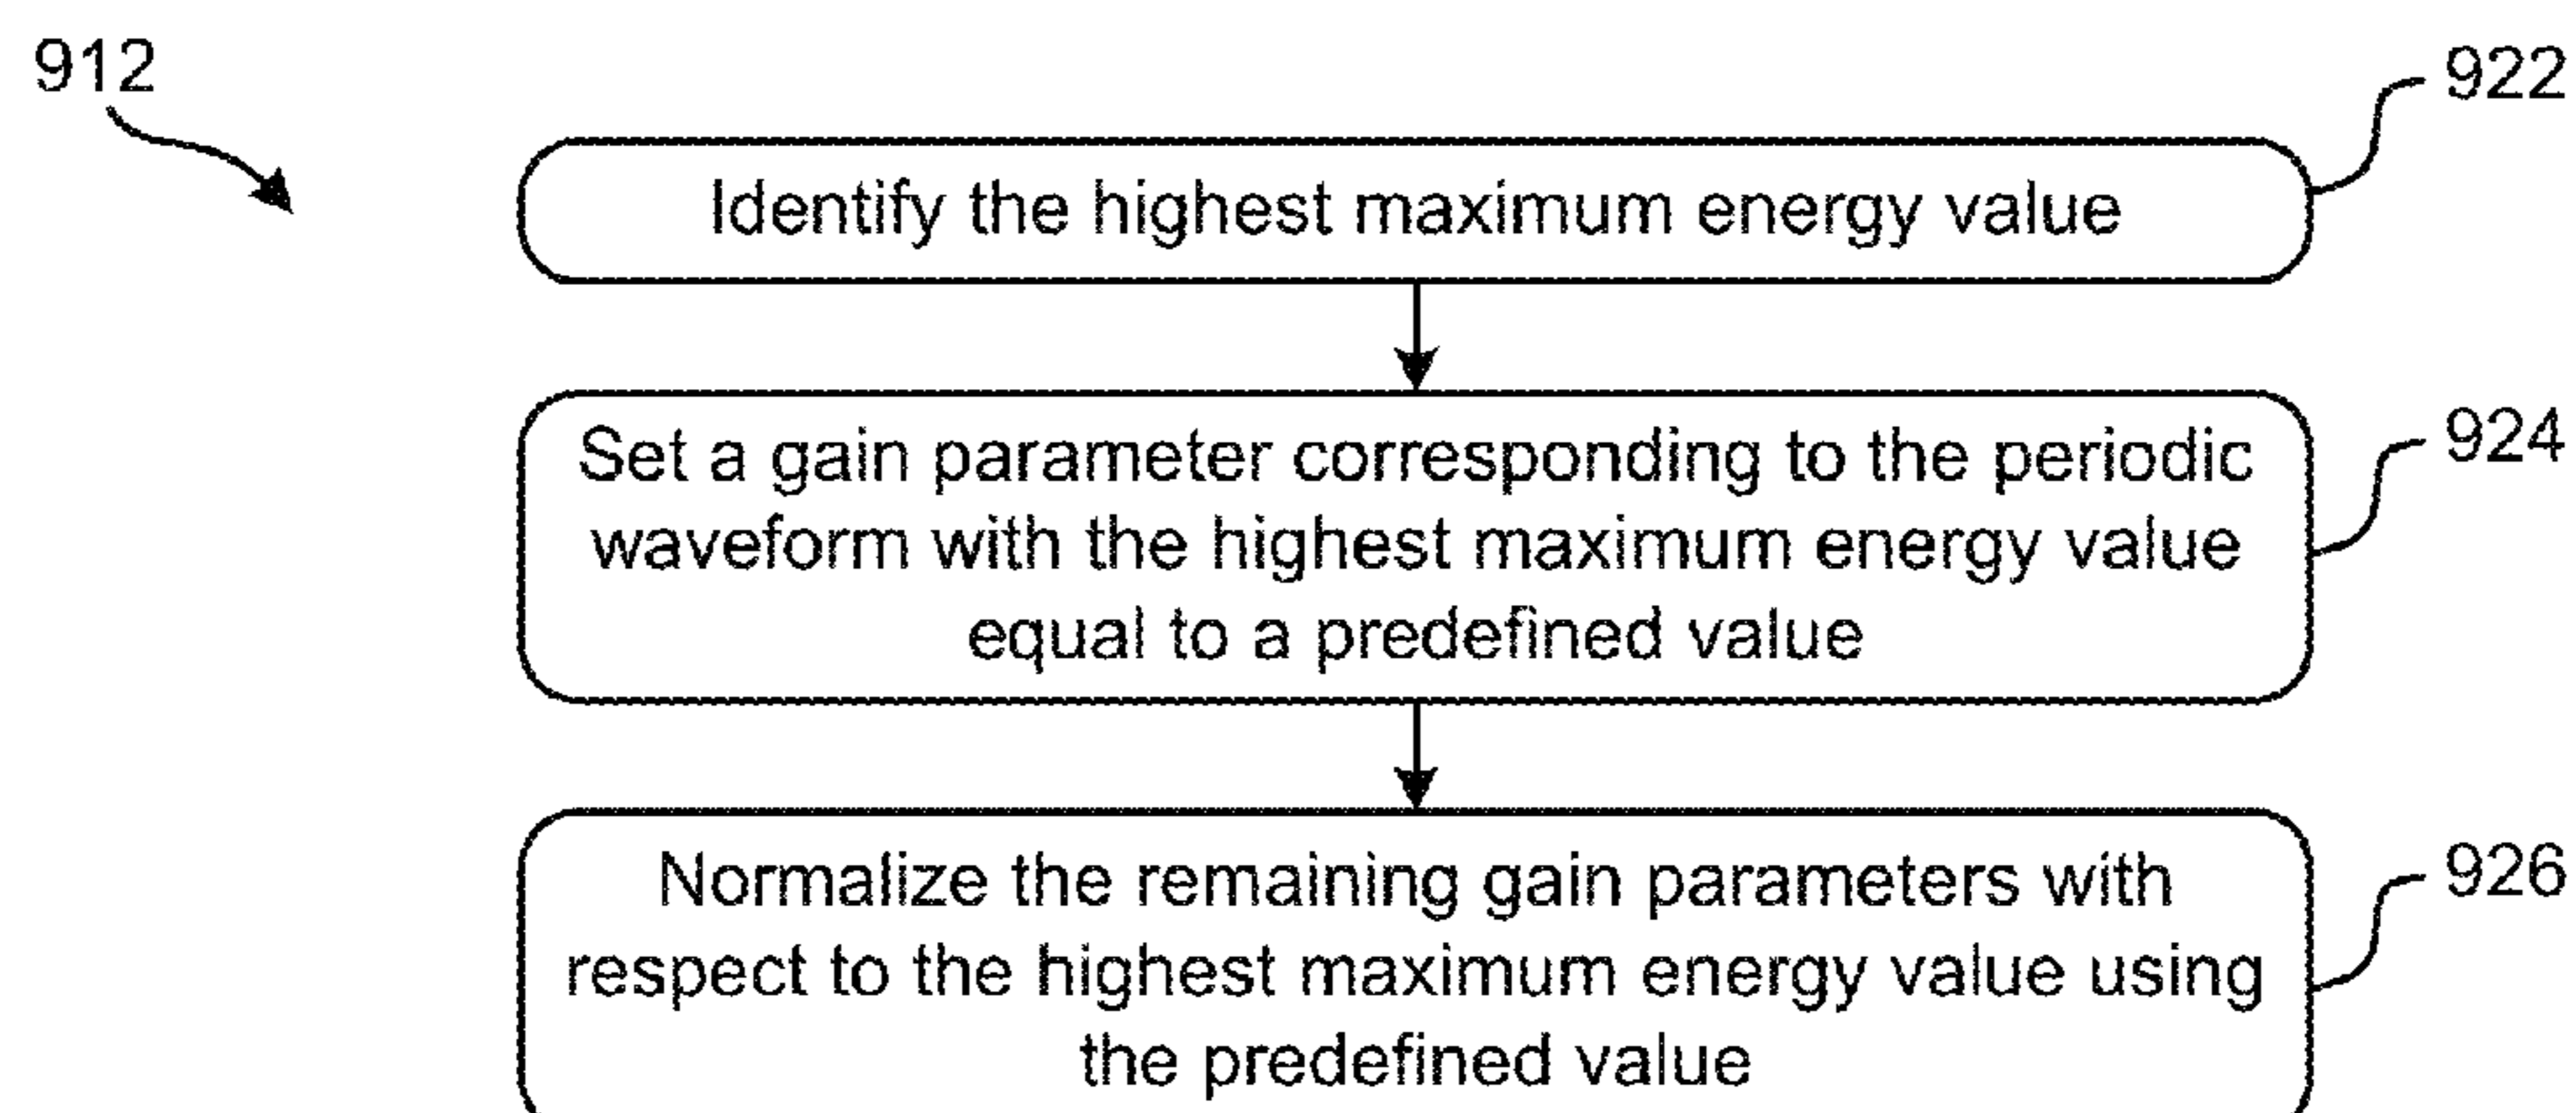 912
922
Identify the highest maximum energy value
924
Set a gain parameter corresponding to the periodic
waveform with the highest maximum energy value
equal to a predefined value
926
Normalize the remaining gain parameters with
respect to the highest maximum energy value using
the predefined value